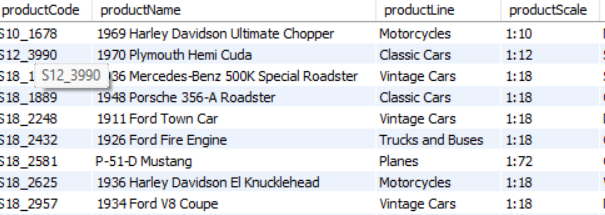 productCode productName productLine productScale
S10_1678 1969 Harley Davidson Ultimate Chopper Motorcycles 1:10
S12_3990 1970 Plymouth Hemi Cuda Classic Cars 1:12
S18_1 36 Mercedes-Benz 500K Special Roadster Vintage Cars 1:18
S12_3990
S18_1889 1948 Porsche 356-A Roadster Classic Cars 1:18
S18_2248 1911 Ford Town Car Vintage Cars 1:18
S18_2432 1926 Ford Fire Engine Trucks and Buses 1:18
S18_2581 P-51-D Mustang Planes 1:72
S18_2625 1936 Harley Davidson El Knucklehead Motorcycles 1:18
S18_2957 1934 Ford V8 Coupe Vintage Cars 1:18